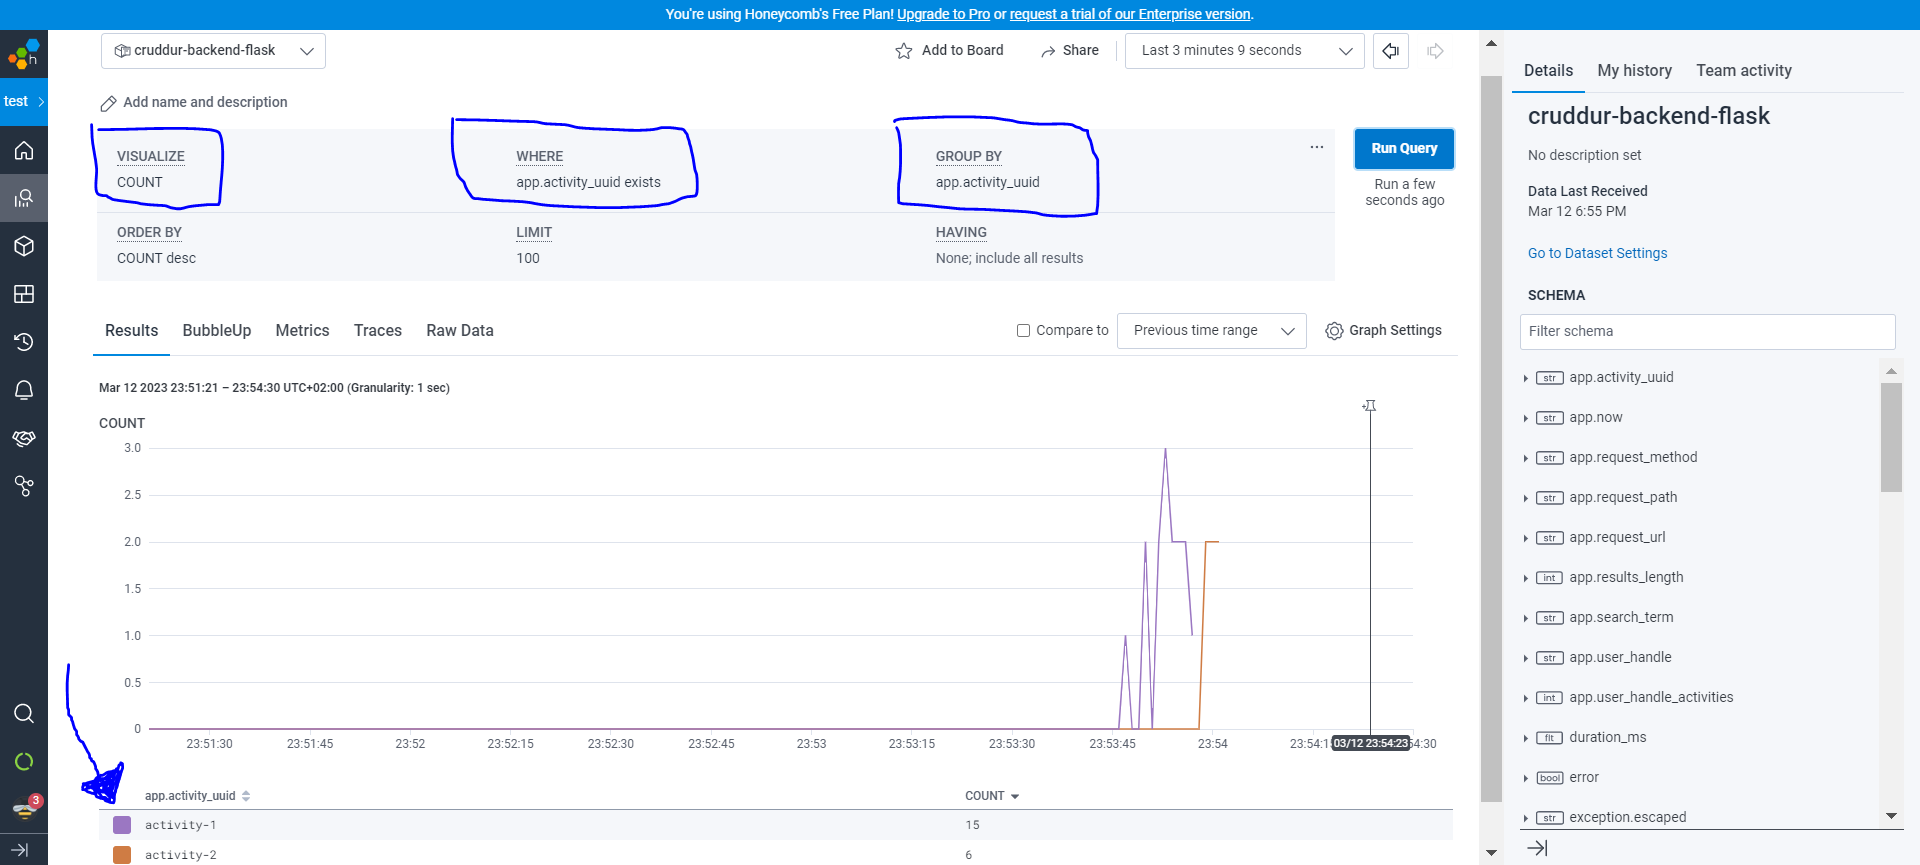 You're using Honeycomb's Free Plan! Upgrade to Pro or request a trial of our Enterprise version.
h
cruddur-backend-flask
Add to Board
Share
Last 3 minutes 9 seconds
test
Add name and description
VISUALIZE
COUNT
WHERE
app.activity_uuid exists
GROUP BY
app.activity_uuid
Run Query
Run a few
seconds ago
ORDER BY
COUNT desc
LIMIT
100
HAVING
None; include all results
Results
BubbleUp
Metrics
Traces
Raw Data
Compare to
Previous time range
Graph Settings
Mar 12 2023 23:51:21 – 23:54:30 UTC+02:00 (Granularity: 1 sec)
COUNT
3.0
2.5
2.0
1.5
1.0
0.5
0
23:51:30
23:51:45
23:52
23:52:15
23:52:30
23:52:45
23:53
23:53:15
23:53:30
23:53:45
23:54
23:54:1
03/12 23:54:23
4:30
app.activity_uuid
COUNT
activity-1
15
activity-2
6
3
Details
My history
Team activity
cruddur-backend-flask
No description set
Data Last Received
Mar 12 6:55 PM
Go to Dataset Settings
SCHEMA
Filter schema
str app.activity_uuid
str app.now
str app.request_method
str app.request_path
str app.request_url
int app.results_length
str app.search_term
str app.user_handle
int app.user_handle_activities
flt duration_ms
bool error
str exception.escaped